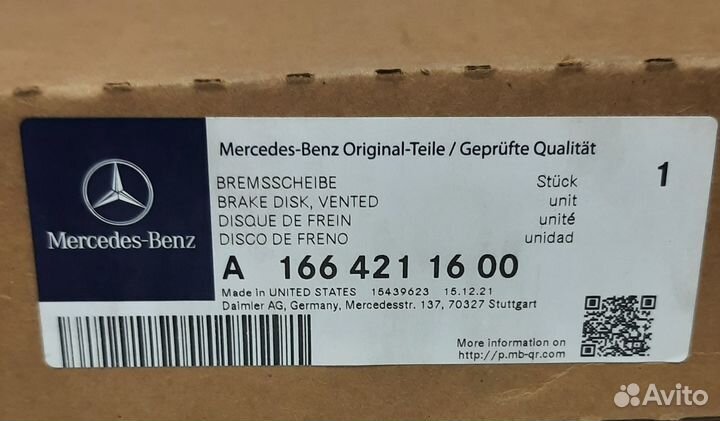 Mercedes-Benz
Mercedes-Benz Original-Teile / Geprüfte Qualität
BREMSSCHEIBE Stück 1
BRAKE DISK, VENTED unit
DISQUE DE FREIN unité
DISCO DE FRENO unidad
A 166 421 16 00
Made in UNITED STATES 15439623 15.12.21
Daimler AG, Germany, Mercedesstr. 137, 70327 Stuttgart
More information on
http://p.mb-qr.com
Avito